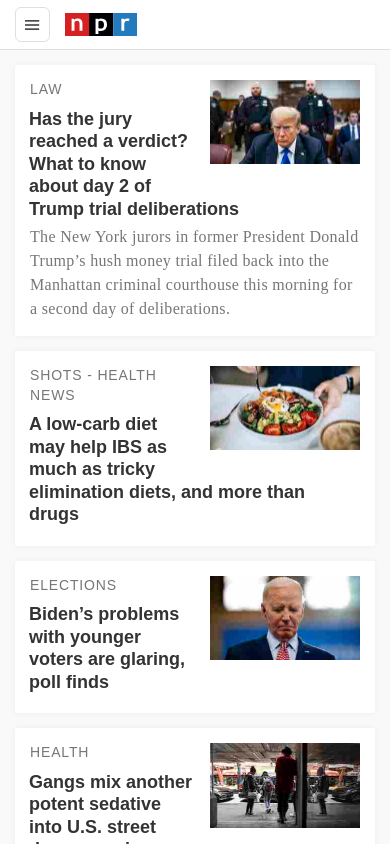 npr
LAW
Has the jury
reached a verdict?
What to know
about day 2 of
Trump trial deliberations
The New York jurors in former President Donald
Trump’s hush money trial filed back into the
Manhattan criminal courthouse this morning for
a second day of deliberations.
SHOTS - HEALTH
NEWS
A low-carb diet
may help IBS as
much as tricky
elimination diets, and more than
drugs
ELECTIONS
Biden’s problems
with younger
voters are glaring,
poll finds
HEALTH
Gangs mix another
potent sedative
into U.S. street